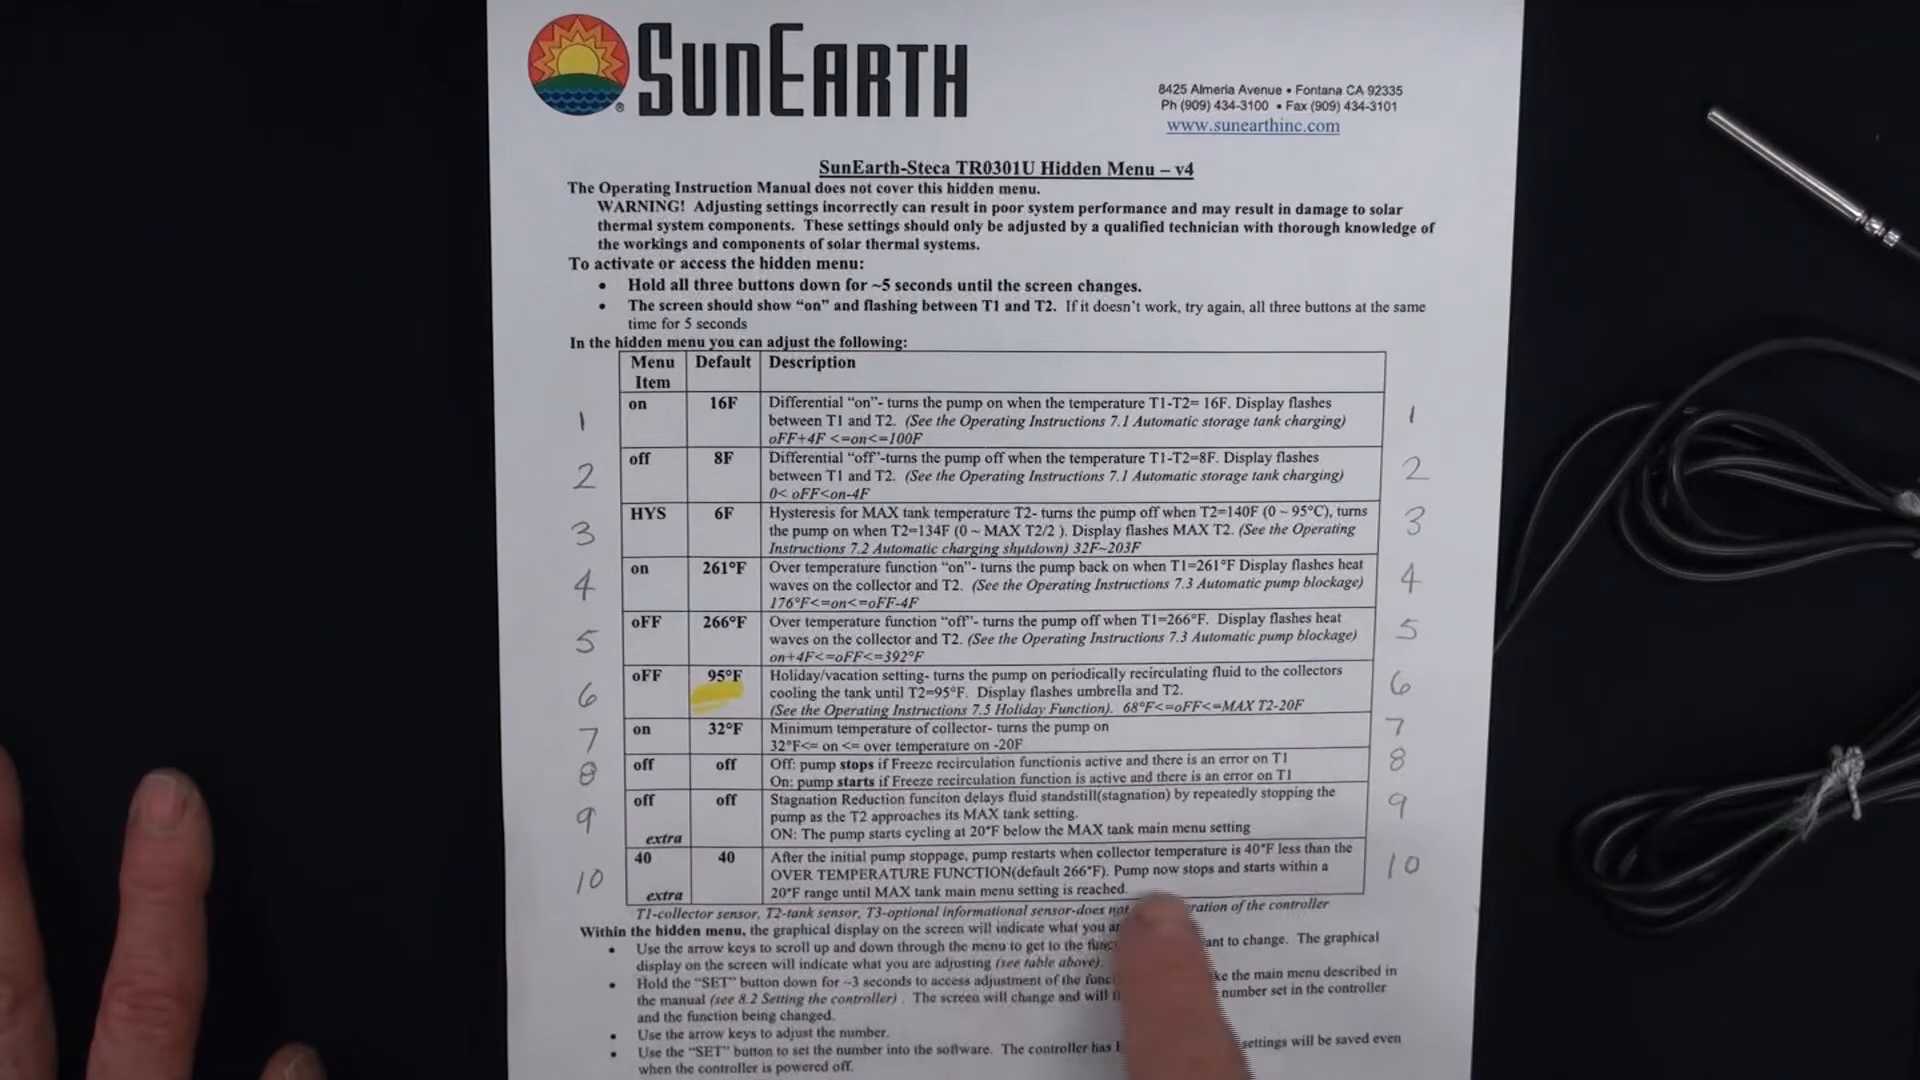 SUNEARTH
8425 Almeria Avenue • Fontana CA 92335
Ph (909) 434-3100 • Fax (909) 434-3101
www.sunearthinc.com
SunEarth-Steca TR0301U Hidden Menu – v4
The Operating Instruction Manual does not cover this hidden menu.
WARNING! Adjusting settings incorrectly can result in poor system performance and may result in damage to solar
thermal system components. These settings should only be adjusted by a qualified technician with thorough knowledge of
the workings and components of solar thermal systems.
To activate or access the hidden menu:
• Hold all three buttons down for ~5 seconds until the screen changes.
• The screen should show “on” and flashing between T1 and T2. If it doesn’t work, try again, all three buttons at the same
time for 5 seconds
In the hidden menu you can adjust the following:
Menu Item Default Description
1 on 16F Differential “on”- turns the pump on when the temperature T1-T2= 16F. Display flashes 1
between T1 and T2. (See the Operating Instructions 7.1 Automatic storage tank charging)
oFF+4F <=on<=100F
2 off 8F Differential “off”-turns the pump off when the temperature T1-T2=8F. Display flashes 2
between T1 and T2. (See the Operating Instructions 7.1 Automatic storage tank charging)
0< oFF<on-4F
3 HYS 6F Hysteresis for MAX tank temperature T2- turns the pump off when T2=140F (0 ~ 95°C), turns 3
the pump on when T2=134F (0 ~ MAX T2/2 ). Display flashes MAX T2. (See the Operating
Instructions 7.2 Automatic charging shutdown) 32F~203F
4 on 261°F Over temperature function “on”- turns the pump back on when T1=261°F Display flashes heat 4
waves on the collector and T2. (See the Operating Instructions 7.3 Automatic pump blockage)
176°F<=on<=oFF-4F
5 oFF 266°F Over temperature function “off”- turns the pump off when T1=266°F. Display flashes heat 5
waves on the collector and T2. (See the Operating Instructions 7.3 Automatic pump blockage)
on+4F<=oFF<=392°F
6 oFF 95°F Holiday/vacation setting- turns the pump on periodically recirculating fluid to the collectors 6
cooling the tank until T2=95°F. Display flashes umbrella and T2.
(See the Operating Instructions 7.5 Holiday Function). 68°F<=oFF<=MAX T2-20F
7 on 32°F Minimum temperature of collector- turns the pump on 7
32°F<= on <= over temperature on -20F
8 off off Off: pump stops if Freeze recirculation functionis active and there is an error on T1 8
On: pump starts if Freeze recirculation function is active and there is an error on T1
9 off off Stagnation Reduction funciton delays fluid standstill(stagnation) by repeatedly stopping the 9
pump as the T2 approaches its MAX tank setting.
extra ON: The pump starts cycling at 20°F below the MAX tank main menu setting
10 40 40 After the initial pump stoppage, pump restarts when collector temperature is 40°F less than the 10
OVER TEMPERATURE FUNCTION(default 266°F). Pump now stops and starts within a
extra 20°F range until MAX tank main menu setting is reached.
T1-collector sensor, T2-tank sensor, T3-optional informational sensor-does not of the controller
Within the hidden menu, the graphical display on the screen will indicate what you
• Use the arrow keys to scroll up and down through the menu to get to the to change. The graphical
display on the screen will indicate what you are adjusting (see table above).
• Hold the “SET” button down for ~3 seconds to access adjustment of the the main menu described in
the manual (see 8.2 Setting the controller) . The screen will change and will number set in the controller
and the function being changed.
• Use the arrow keys to adjust the number.
• Use the “SET” button to set the number into the software. The controller has settings will be saved even
when the controller is powered off.